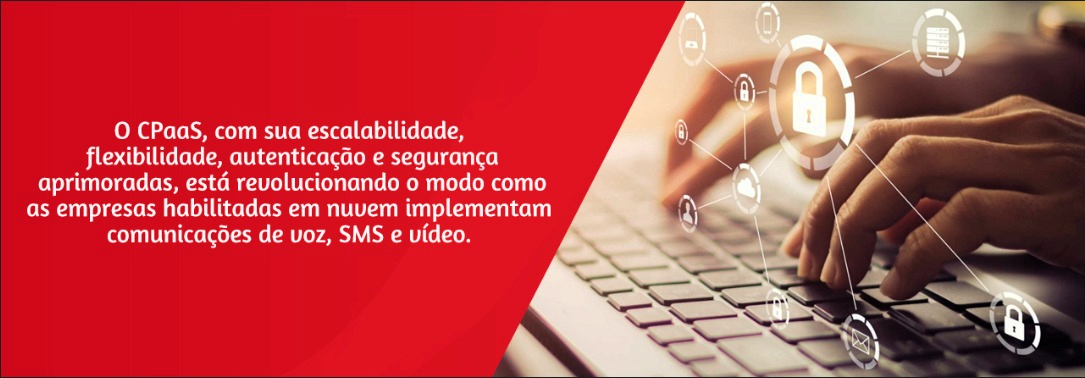 O CPaaS, com sua escalabilidade,
flexibilidade, autenticação e segurança
aprimoradas, está revolucionando o modo como
as empresas habilitadas em nuvem implementam
comunicações de voz, SMS e vídeo.